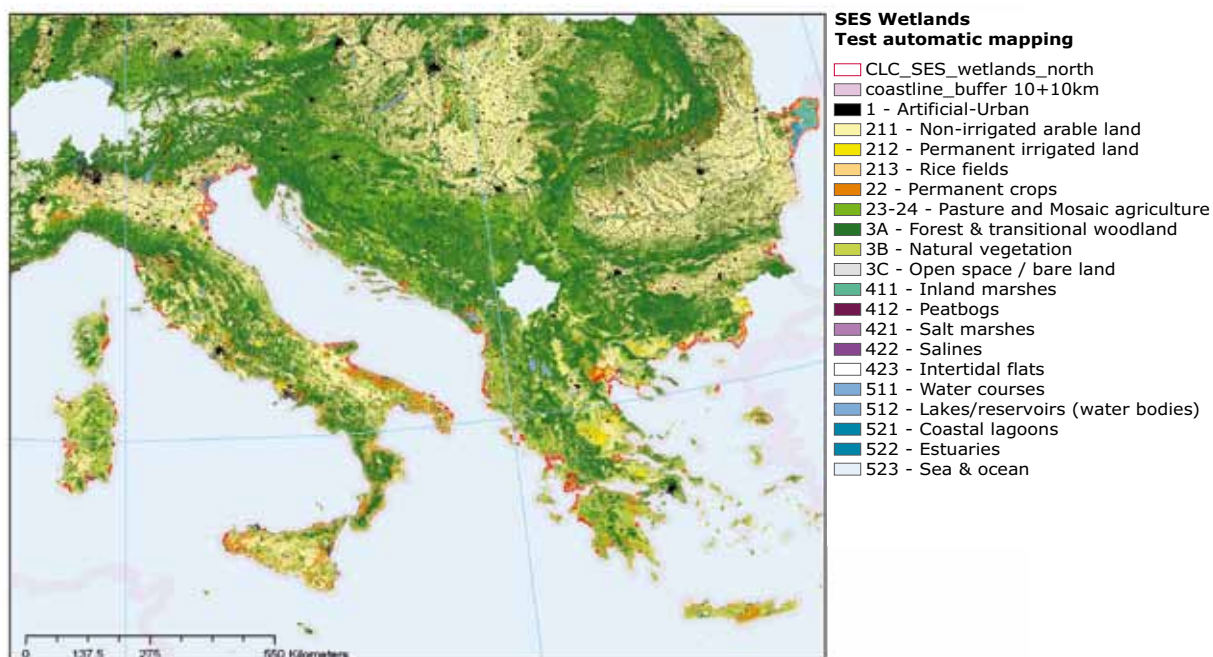 SES Wetlands
Test automatic mapping
CLC_SES_wetlands_north
coastline_buffer 10+10km
1 - Artificial-Urban
211 - Non-irrigated arable land
212 - Permanent irrigated land
213 - Rice fields
22 - Permanent crops
23-24 - Pasture and Mosaic agriculture
3A - Forest & transitional woodland
3B - Natural vegetation
3C - Open space / bare land
411 - Inland marshes
412 - Peatbogs
421 - Salt marshes
422 - Salines
423 - Intertidal flats
511 - Water courses
512 - Lakes/reservoirs (water bodies)
521 - Coastal lagoons
522 - Estuaries
523 - Sea & ocean
0 137.5 275 550 Kilometers